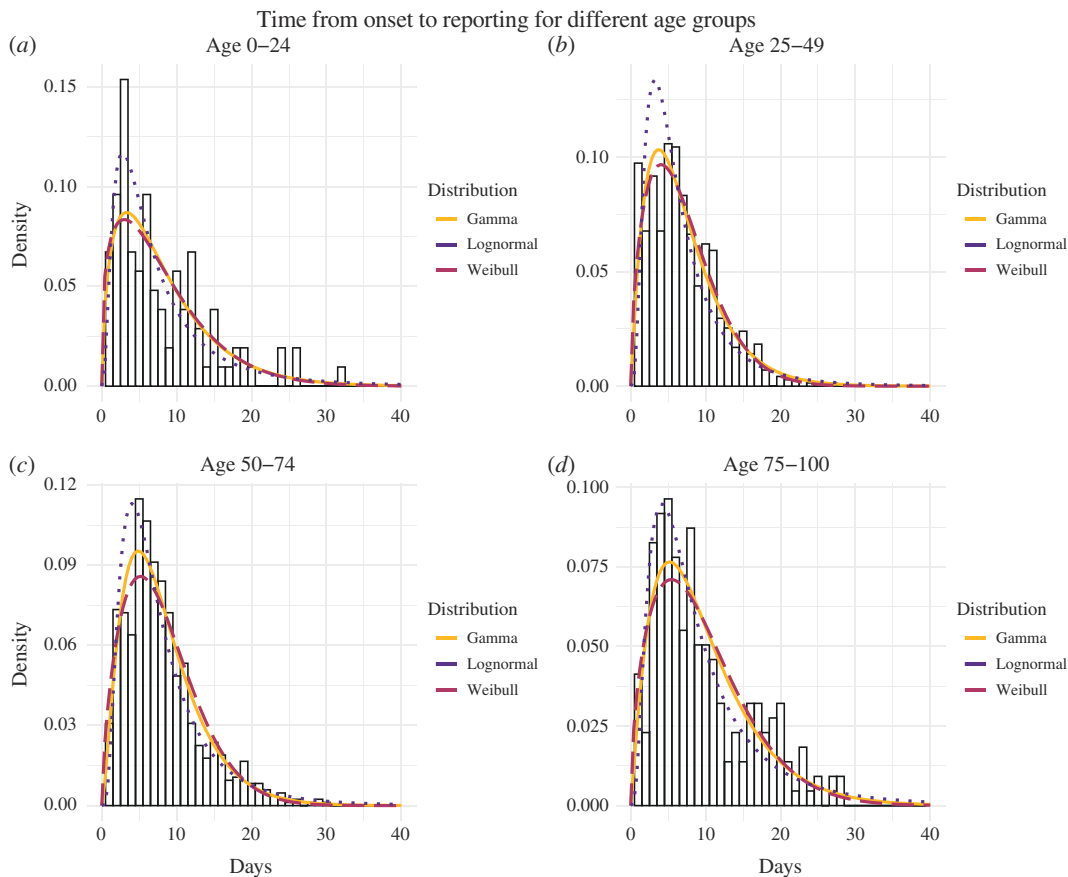 Time from onset to reporting for different age groups
(a) Age 0−24
0.15
0.10
0.05
0.00
Density
0 10 20 30 40
Distribution
Gamma
Lognormal
Weibull
(b) Age 25−49
0.10
0.05
0.00
0 10 20 30 40
Distribution
Gamma
Lognormal
Weibull
(c) Age 50−74
0.12
0.09
0.06
0.03
0.00
Density
0 10 20 30 40
Days
Distribution
Gamma
Lognormal
Weibull
(d) Age 75−100
0.100
0.075
0.050
0.025
0.000
0 10 20 30 40
Days
Distribution
Gamma
Lognormal
Weibull